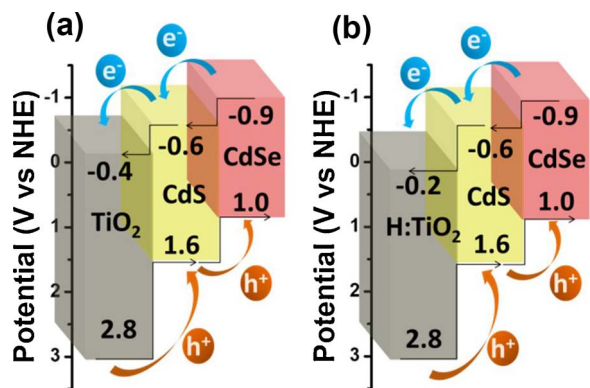 (a)
Potential (V vs NHE)
-1
0
1
2
3
e-
e-
-0.9
-0.6
CdSe
-0.4
CdS
1.0
TiO2
1.6
h+
2.8
h+
(b)
Potential (V vs NHE)
-1
0
1
2
3
e-
e-
-0.9
-0.6
CdSe
-0.2
CdS
1.0
H:TiO2
1.6
h+
2.8
h+